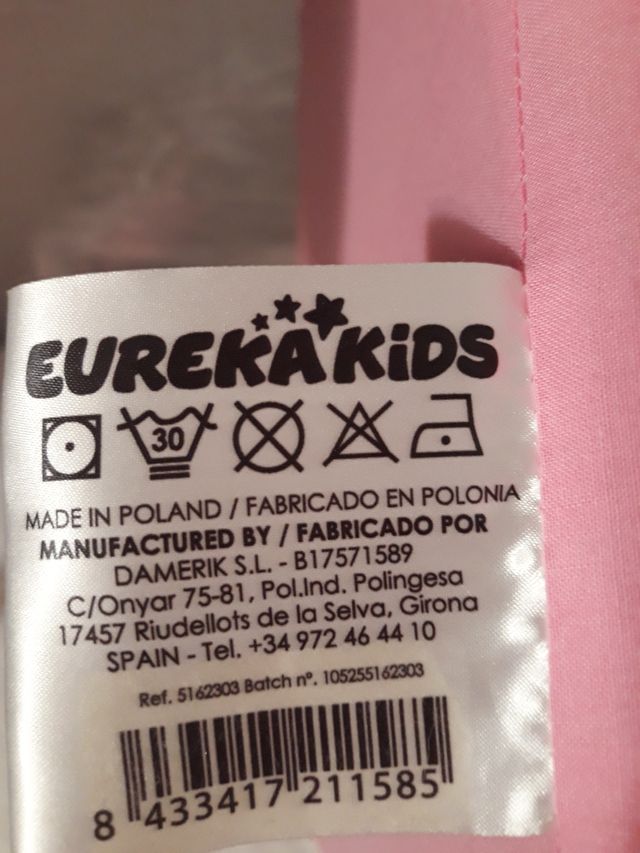 EUREKAKiDS
30
MADE IN POLAND / FABRICADO EN POLONIA
MANUFACTURED BY / FABRICADO POR
DAMERIK S.L. - B17571589
C/Onyar 75-81, Pol.Ind. Polingesa
17457 Riudellots de la Selva, Girona
SPAIN - Tel. +34 972 46 44 10
Ref. 5162303 Batch nº. 105255162303
8 433417 211585